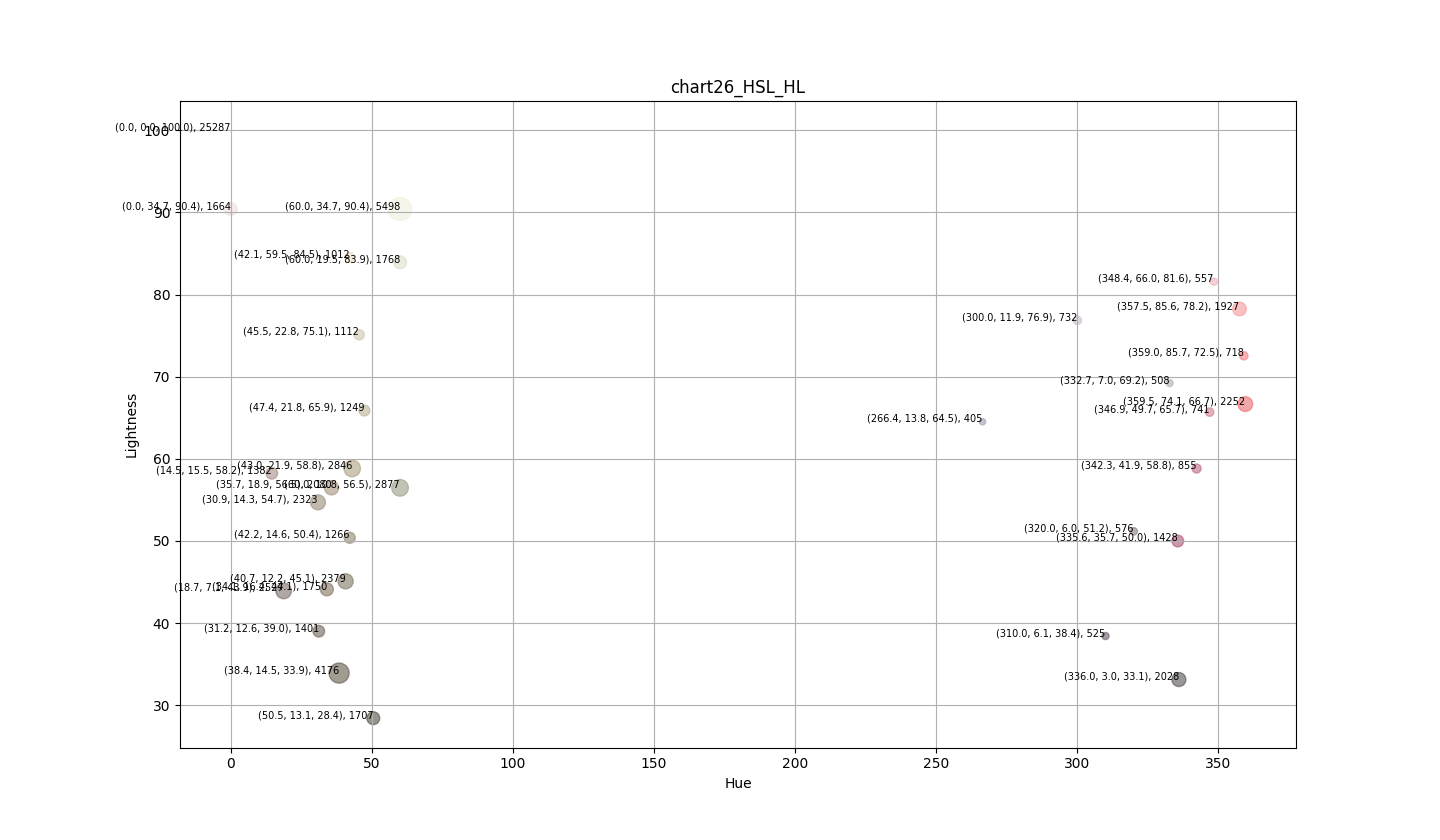 chart26_HSL_HL
(0.0, 0.0, 100.0), 25287
100
(0.0, 34.7, 90.4), 1664
(60.0, 34.7, 90.4), 5498
90
(42.1, 59.5, 84.5), 1012
(60.0, 19.5, 83.9), 1768
(348.4, 66.0, 81.6), 557
80
(357.5, 85.6, 78.2), 1927
(300.0, 11.9, 76.9), 732
(45.5, 22.8, 75.1), 1112
(359.0, 85.7, 72.5), 718
70
(332.7, 7.0, 69.2), 508
(359.5, 74.1, 66.7), 2252
(346.9, 49.7, 65.7), 741
(47.4, 21.8, 65.9), 1249
(266.4, 13.8, 64.5), 405
Lightness
60
(43.0, 21.9, 58.8), 2846
(14.5, 15.5, 58.2), 1382
(342.3, 41.9, 58.8), 855
(35.7, 18.9, 56.5), 2080
(60.0, 10.8, 56.5), 2877
(30.9, 14.3, 54.7), 2323
(320.0, 6.0, 51.2), 576
(42.2, 14.6, 50.4), 1266
(335.6, 35.7, 50.0), 1428
50
(40.7, 12.2, 45.1), 2379
(18.7, 7.1, 43.9),
44.1), 1750
40
(31.2, 12.6, 39.0), 1401
(310.0, 6.1, 38.4), 525
(38.4, 14.5, 33.9), 4176
(336.0, 3.0, 33.1), 2028
30
(50.5, 13.1, 28.4), 1707
0 50 100 150 200 250 300 350
Hue